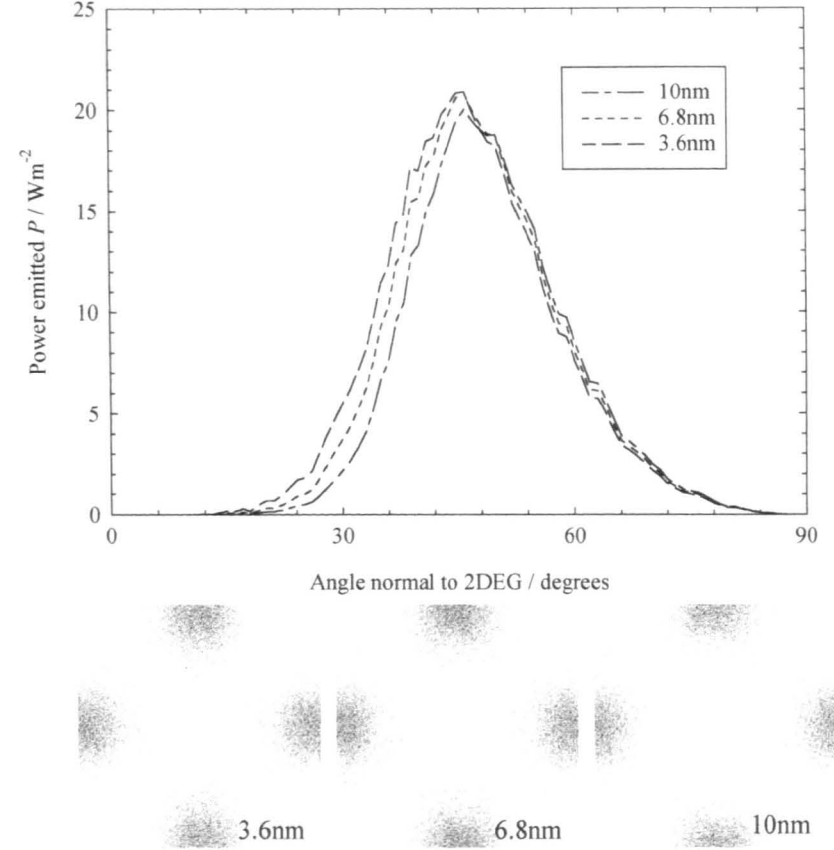 25
20
15
10
5
0
Power emitted P / Wm-2
10nm
6.8nm
3.6nm
0 30 60 90
Angle normal to 2DEG / degrees
3.6nm 6.8nm 10nm